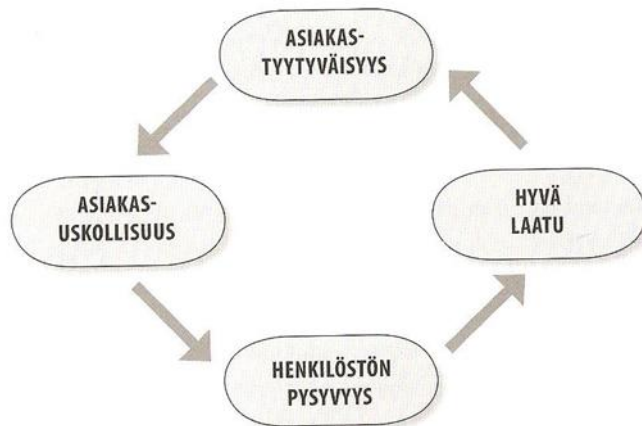 ASIAKAS-
TYYTYVÄISYYS
ASIAKAS-
USKOLLISUUS
HYVÄ
LAATU
HENKILÖSTÖN
PYSYVYYS